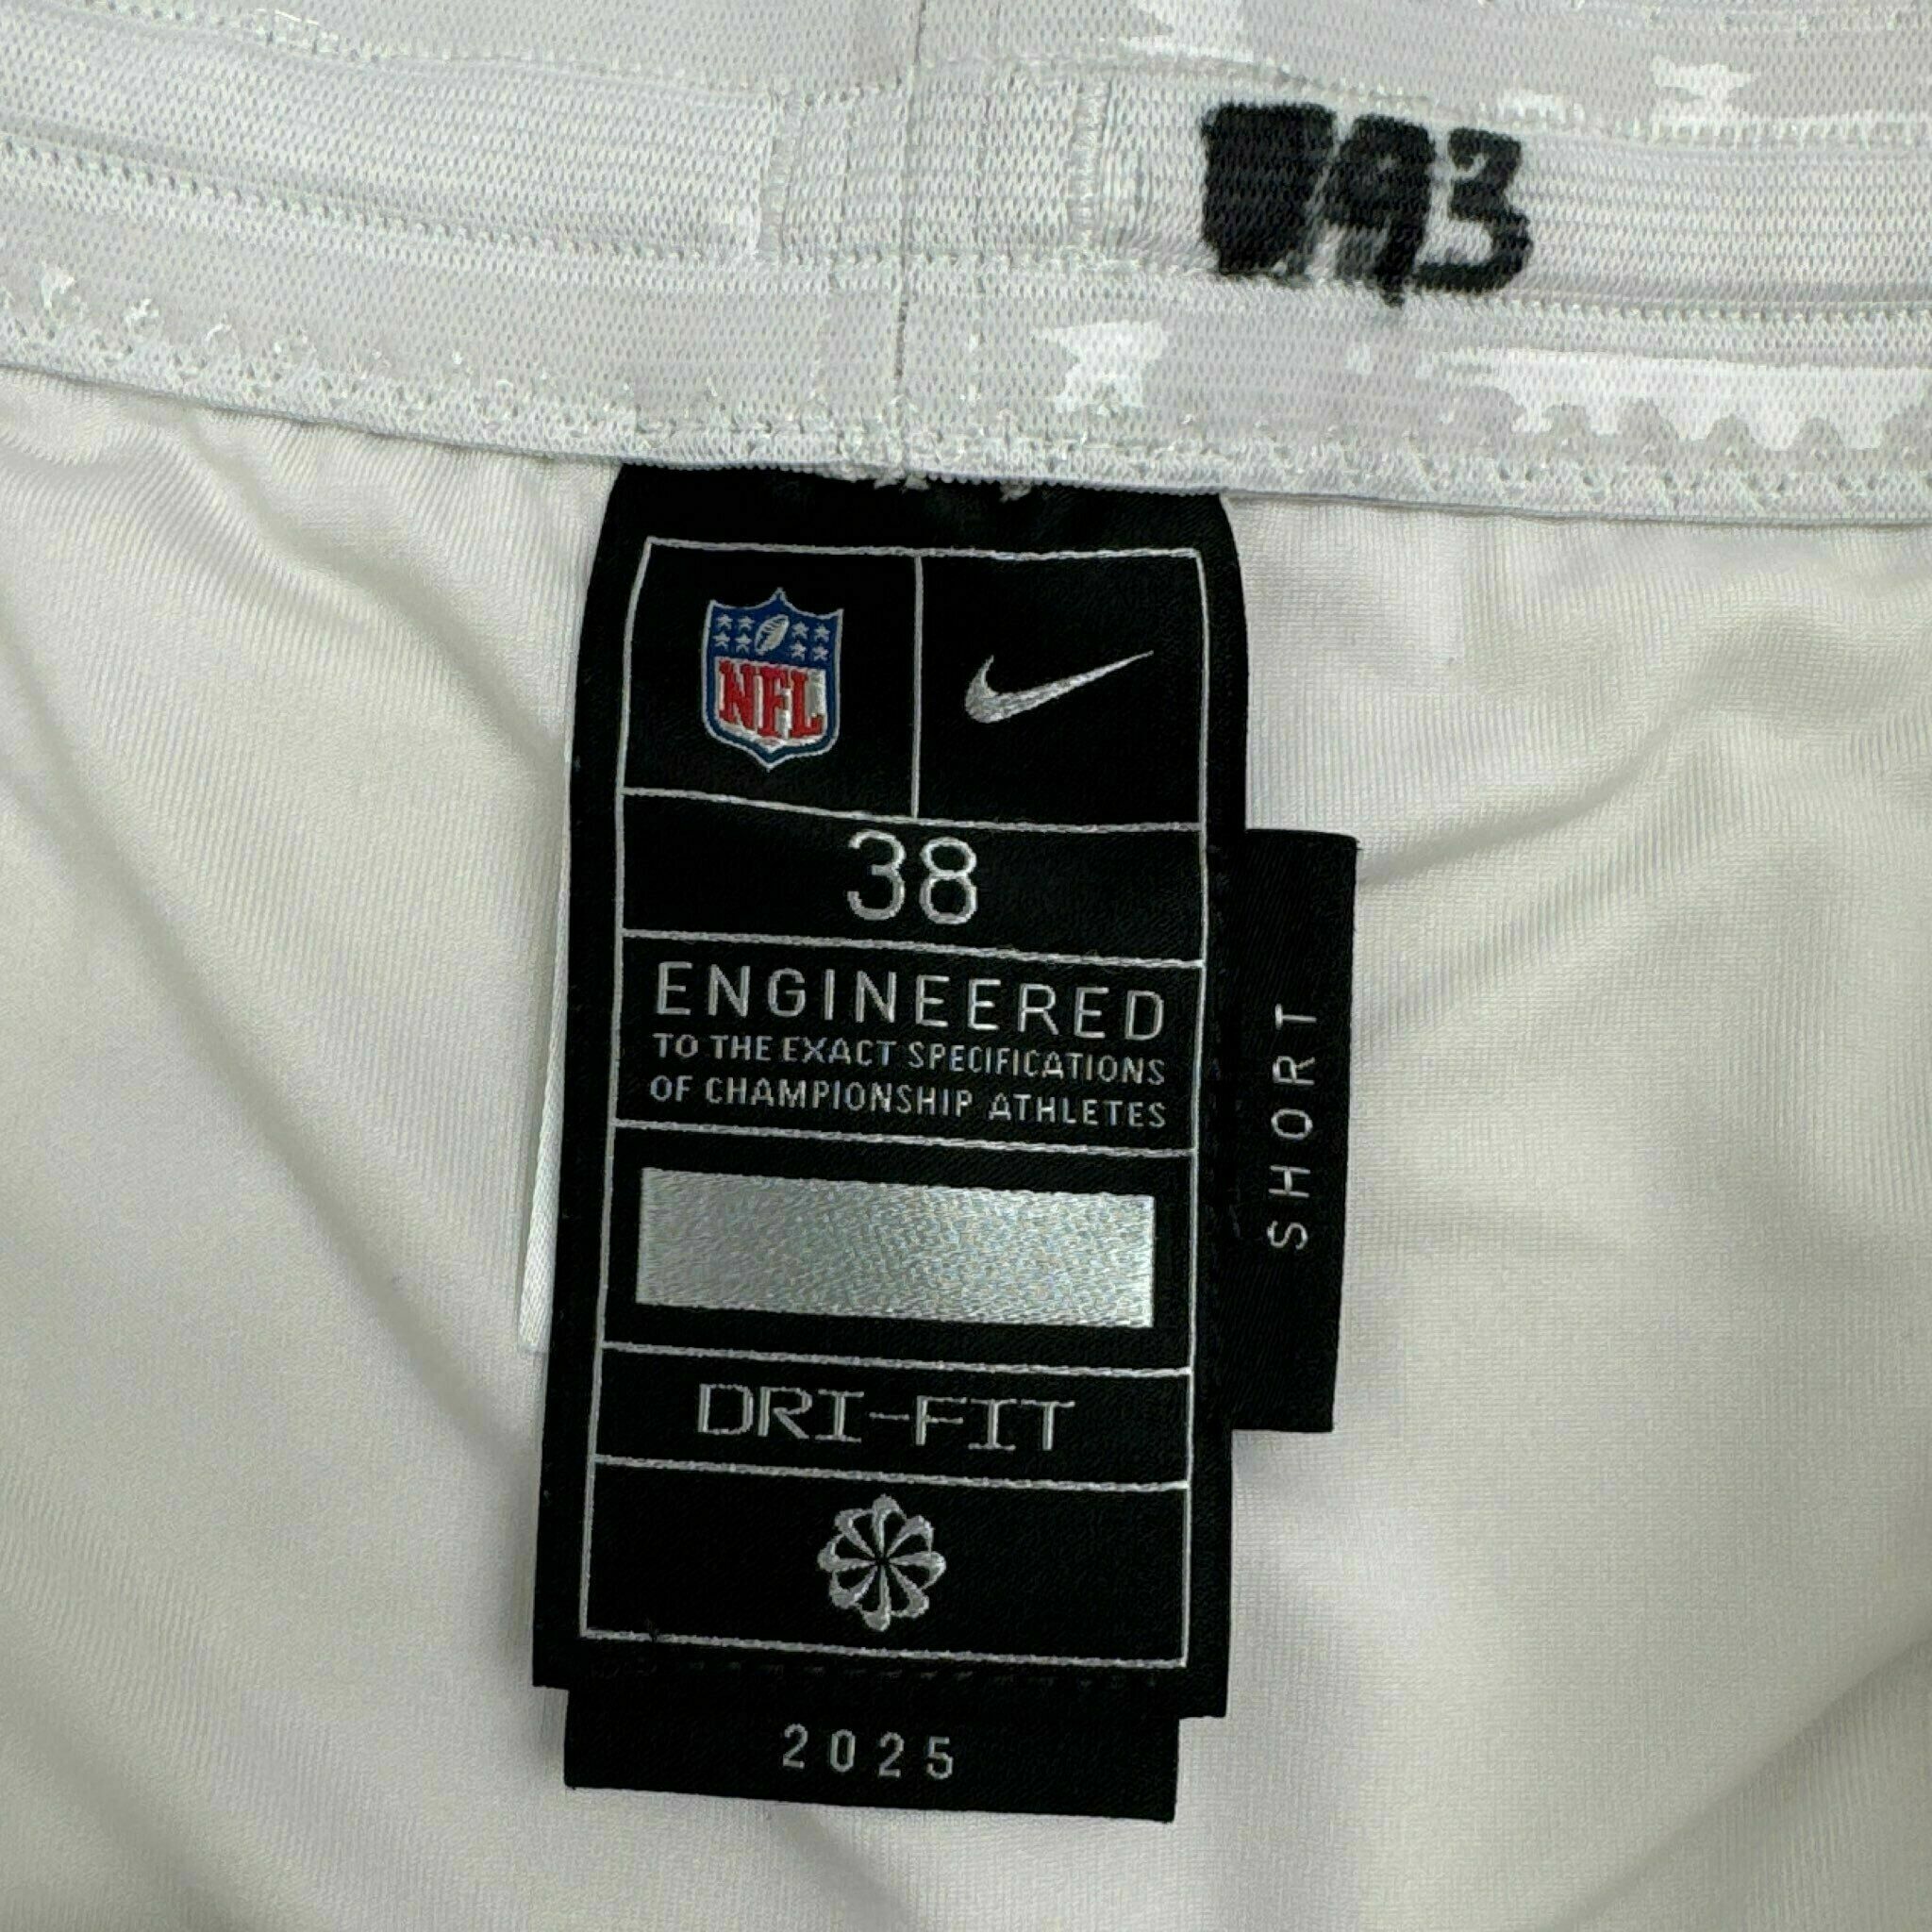 93
NFL
38
ENGINEERED
TO THE EXACT SPECIFICATIONS
OF CHAMPIONSHIP ATHLETES
SHORT
DRI-FIT
2025